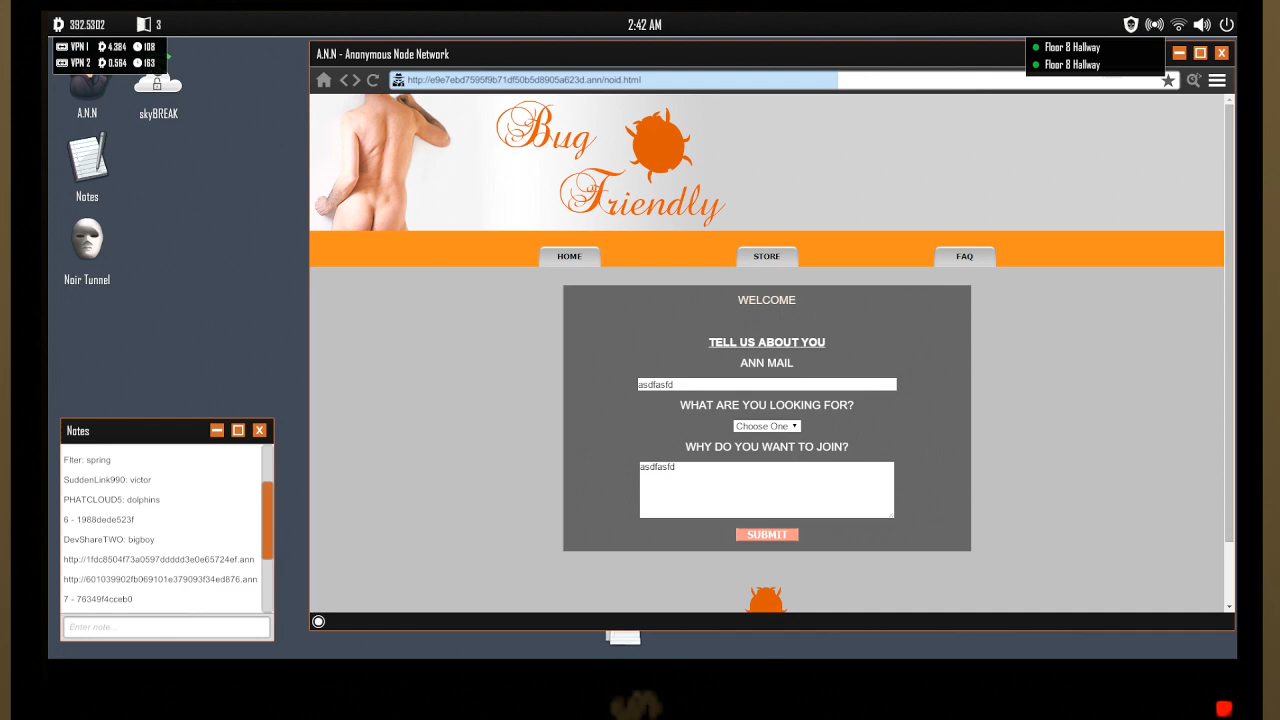 392.5302
3
2:42 AM
VPN 1 4.384 108
VPN 2 0.564 163
A.N.N
skyBREAK
Notes
Noir Tunnel
A.N.N - Anonymous Node Network
Floor 8 Hallway
Floor 8 Hallway
http://e9e7ebd7595f9b71df50b5d8905a623d.ann/noid.html
Bug
Friendly
HOME
STORE
FAQ
WELCOME
TELL US ABOUT YOU
ANN MAIL
asdfasfd
WHAT ARE YOU LOOKING FOR?
Choose One
WHY DO YOU WANT TO JOIN?
asdfasfd
SUBMIT
Notes
FIter: spring
SuddenLink990: victor
PHATCLOUD5: dolphins
6 - 1988dede523f
DevShareTWO: bigboy
http://1fdc8504f73a0597ddddd3e0e65724ef.ann
http://601039902fb069101e379093f34ed876.ann
7 - 76349f4cceb0
Enter note...